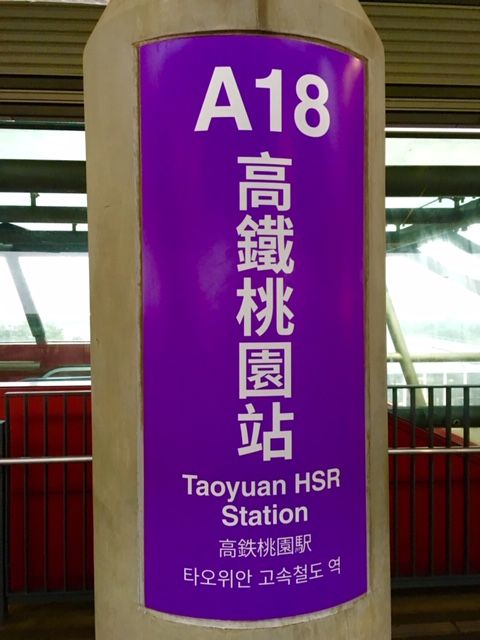 A18
高鐵桃園站
Taoyuan HSR
Station
高鉄桃園駅
타오위안 고속철도 역